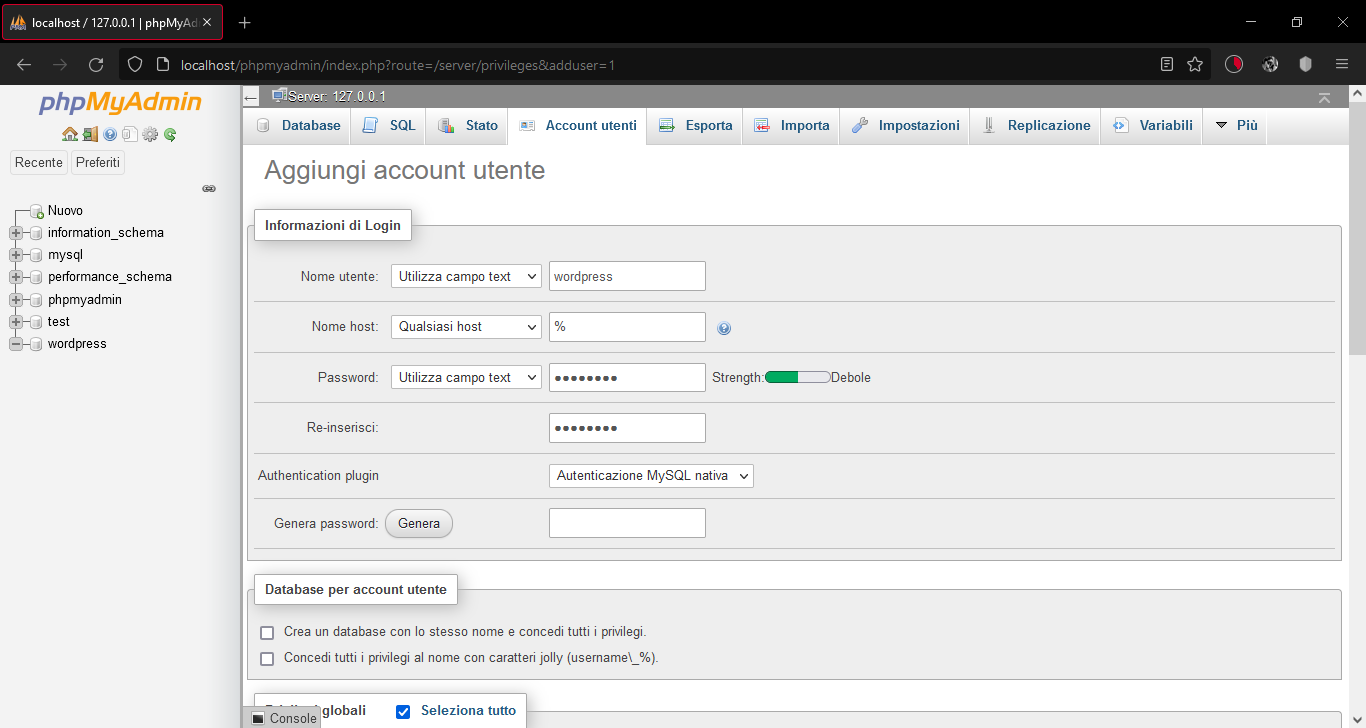 localhost / 127.0.0.1 | phpMyAd
localhost/phpmyadmin/index.php?route=/server/privileges&adduser=1
phpMyAdmin
Recente Preferiti
Nuovo
information_schema
mysql
performance_schema
phpmyadmin
test
wordpress
Server: 127.0.0.1
Database SQL Stato Account utenti Esporta Importa Impostazioni Replicazione Variabili Più
Aggiungi account utente
Informazioni di Login
Nome utente: Utilizza campo text wordpress
Nome host: Qualsiasi host %
Password: Utilizza campo text •••••••• Strength: Debole
Re-inserisci: ••••••••
Authentication plugin Autenticazione MySQL nativa
Genera password: Genera
Database per account utente
Crea un database con lo stesso nome e concedi tutti i privilegi.
Concedi tutti i privilegi al nome con caratteri jolly (username\_%).
globali Seleziona tutto
Console